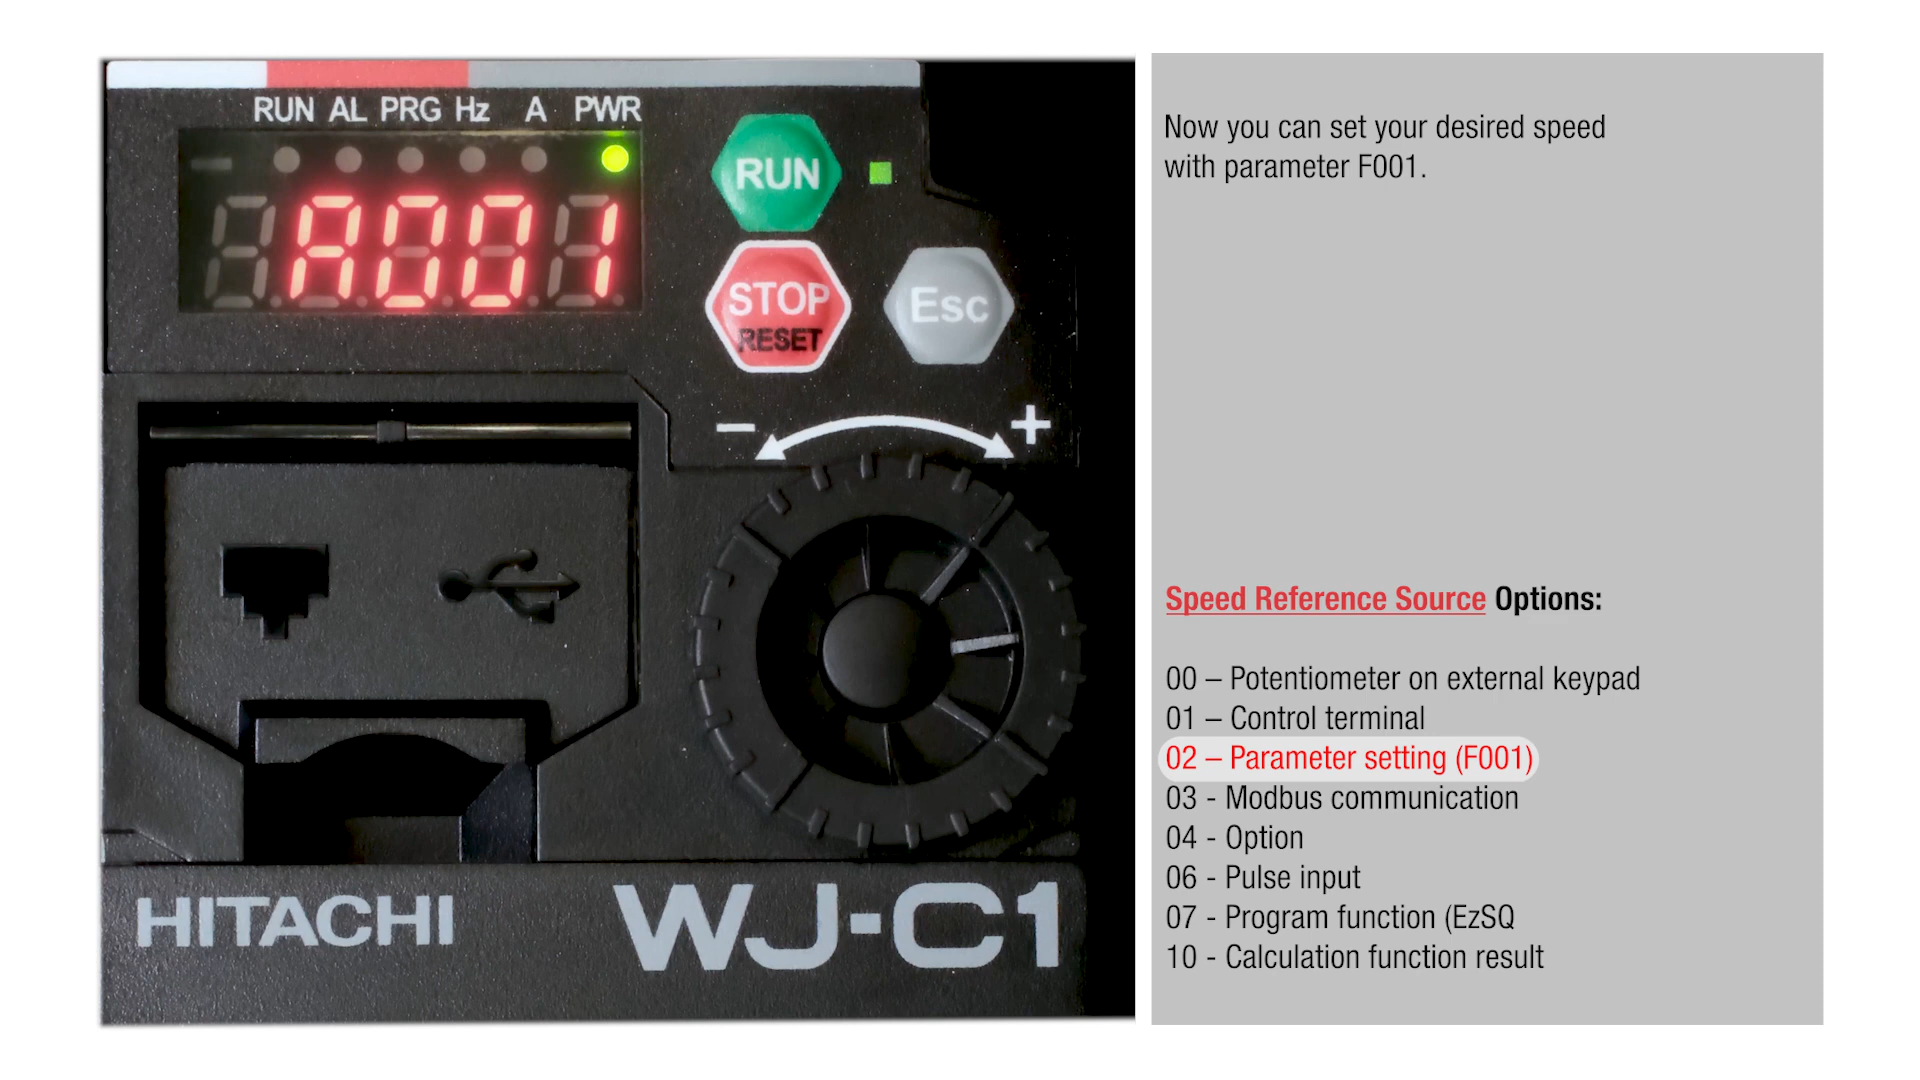 RUN AL PRG Hz A PWR
A001
RUN
STOP
RESET
Esc
− +
HITACHI
WJ-C1
Now you can set your desired speed
with parameter F001.
Speed Reference Source Options:
00 – Potentiometer on external keypad
01 – Control terminal
02 – Parameter setting (F001)
03 - Modbus communication
04 - Option
06 - Pulse input
07 - Program function (EzSQ
10 - Calculation function result